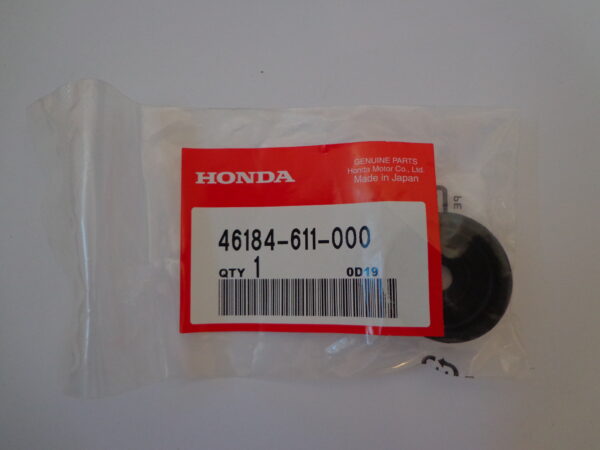 HONDA
GENUINE PARTS
Honda Motor Co., Ltd.
Made in Japan
46184-611-000
QTY 1
0D19